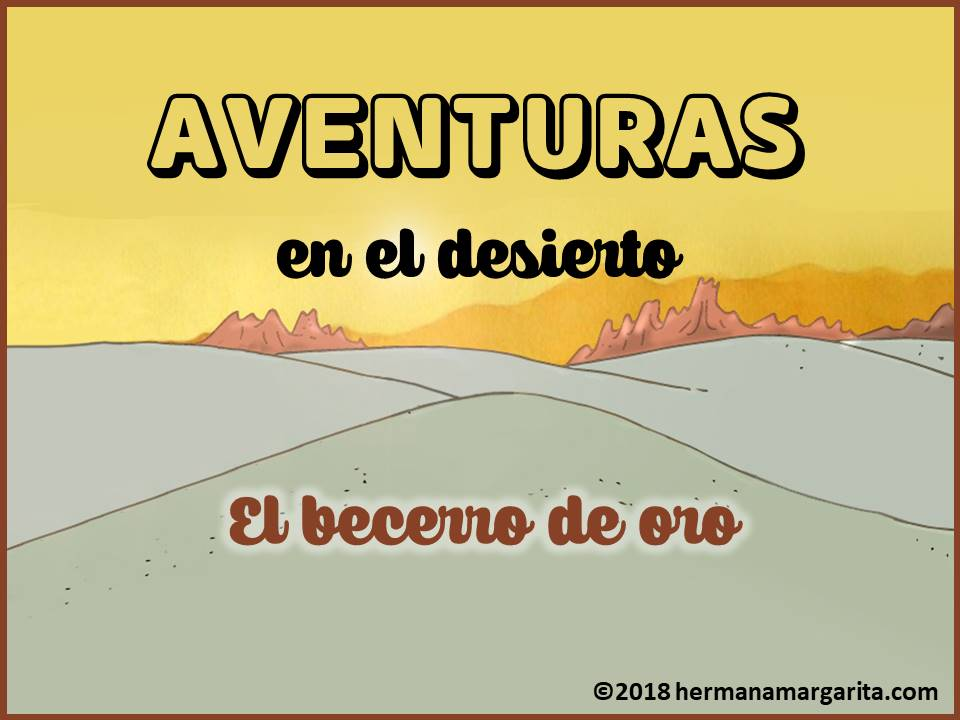 AVENTURAS
en el desierto
El becerro de oro
©2018 hermanamargarita.com